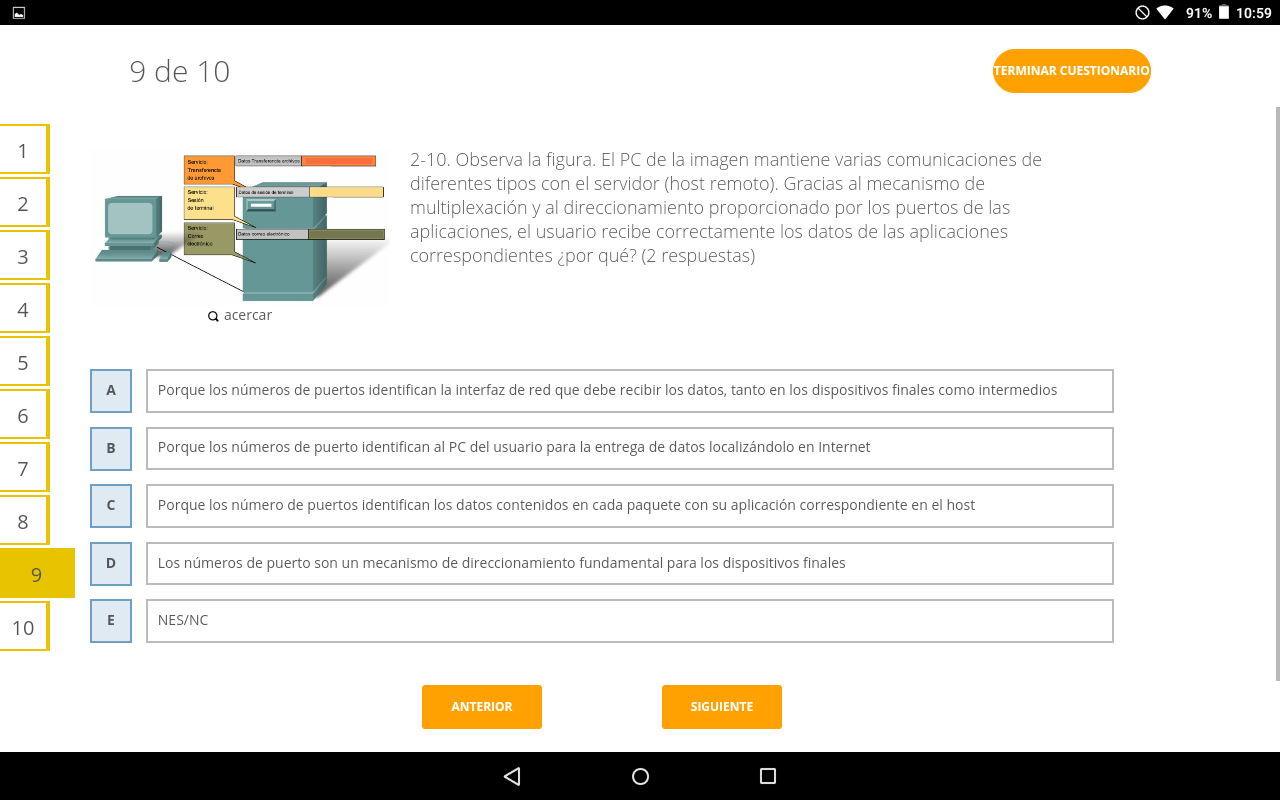 91% 10:59
9 de 10
TERMINAR CUESTIONARIO
1
2
3
4
5
6
7
8
9
10
Servicio:
Transferencia
de archivos
Datos Transferencia archivos
Servicio:
Sesión
de terminal
Datos de sesión de terminal
Servicio:
Correo
electrónico
Datos correo electrónico
acercar
2-10. Observa la figura. El PC de la imagen mantiene varias comunicaciones de
diferentes tipos con el servidor (host remoto). Gracias al mecanismo de
multiplexación y al direccionamiento proporcionado por los puertos de las
aplicaciones, el usuario recibe correctamente los datos de las aplicaciones
correspondientes ¿por qué? (2 respuestas)
A Porque los números de puertos identifican la interfaz de red que debe recibir los datos, tanto en los dispositivos finales como intermedios
B Porque los números de puerto identifican al PC del usuario para la entrega de datos localizándolo en Internet
C Porque los número de puertos identifican los datos contenidos en cada paquete con su aplicación correspondiente en el host
D Los números de puerto son un mecanismo de direccionamiento fundamental para los dispositivos finales
E NES/NC
ANTERIOR SIGUIENTE